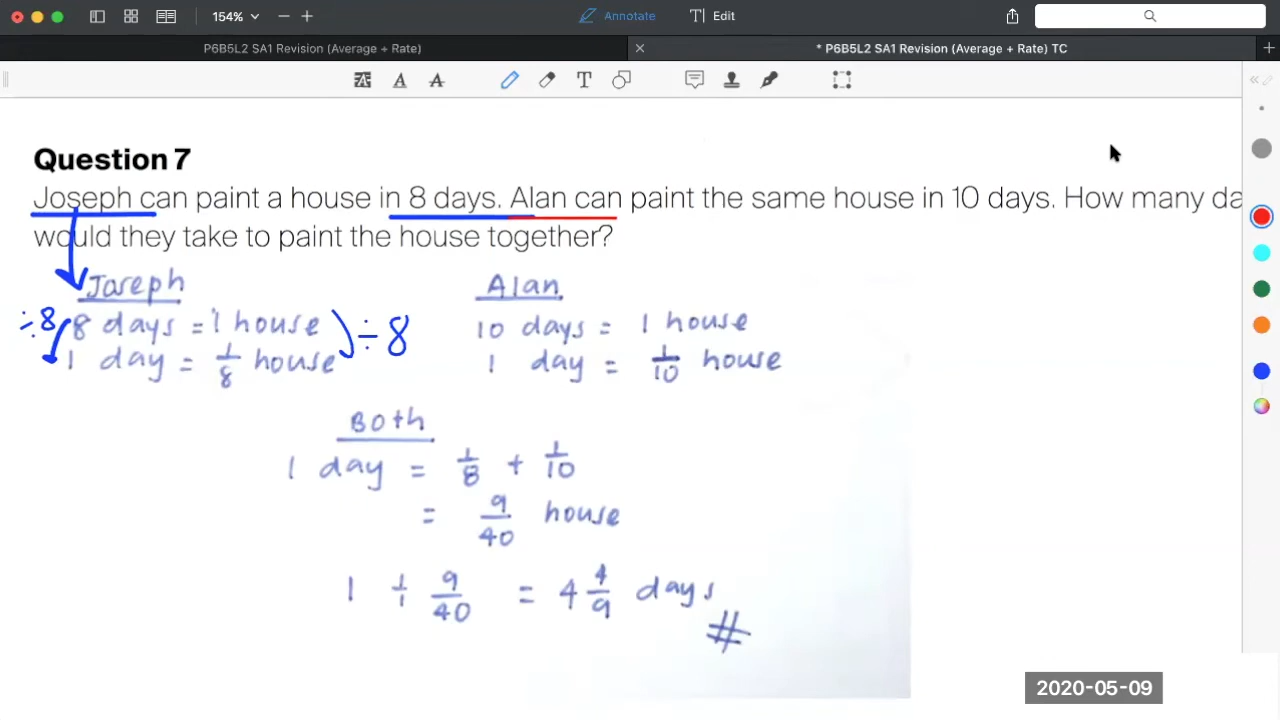 154%
Annotate
T| Edit
P6B5L2 SA1 Revision (Average + Rate)
* P6B5L2 SA1 Revision (Average + Rate) TC
Question 7
Joseph can paint a house in 8 days. Alan can paint the same house in 10 days. How many da
would they take to paint the house together?
Joseph
÷8 8 days = 1 house ÷8
1 day = 1/8 house
Alan
10 days = 1 house
1 day = 1/10 house
Both
1 day = 1/8 + 1/10
= 9/40 house
1 ÷ 9/40 = 4 4/9 days
#
2020-05-09